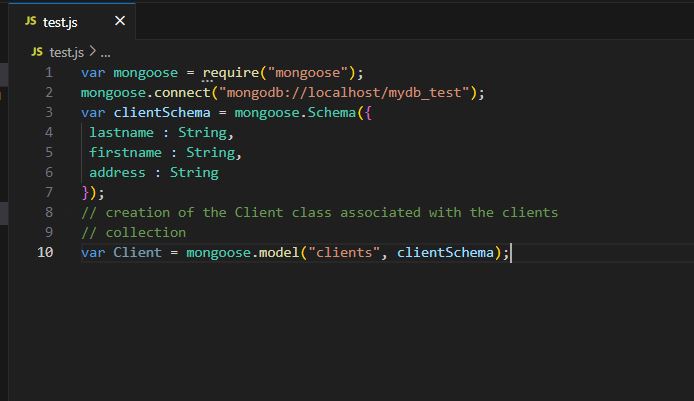 JS test.js ×
JS test.js > ...
1 var mongoose = require("mongoose");
2 mongoose.connect("mongodb://localhost/mydb_test");
3 var clientSchema = mongoose.Schema({
4 lastname : String,
5 firstname : String,
6 address : String
7 });
8 // creation of the Client class associated with the clients
9 // collection
10 var Client = mongoose.model("clients", clientSchema);